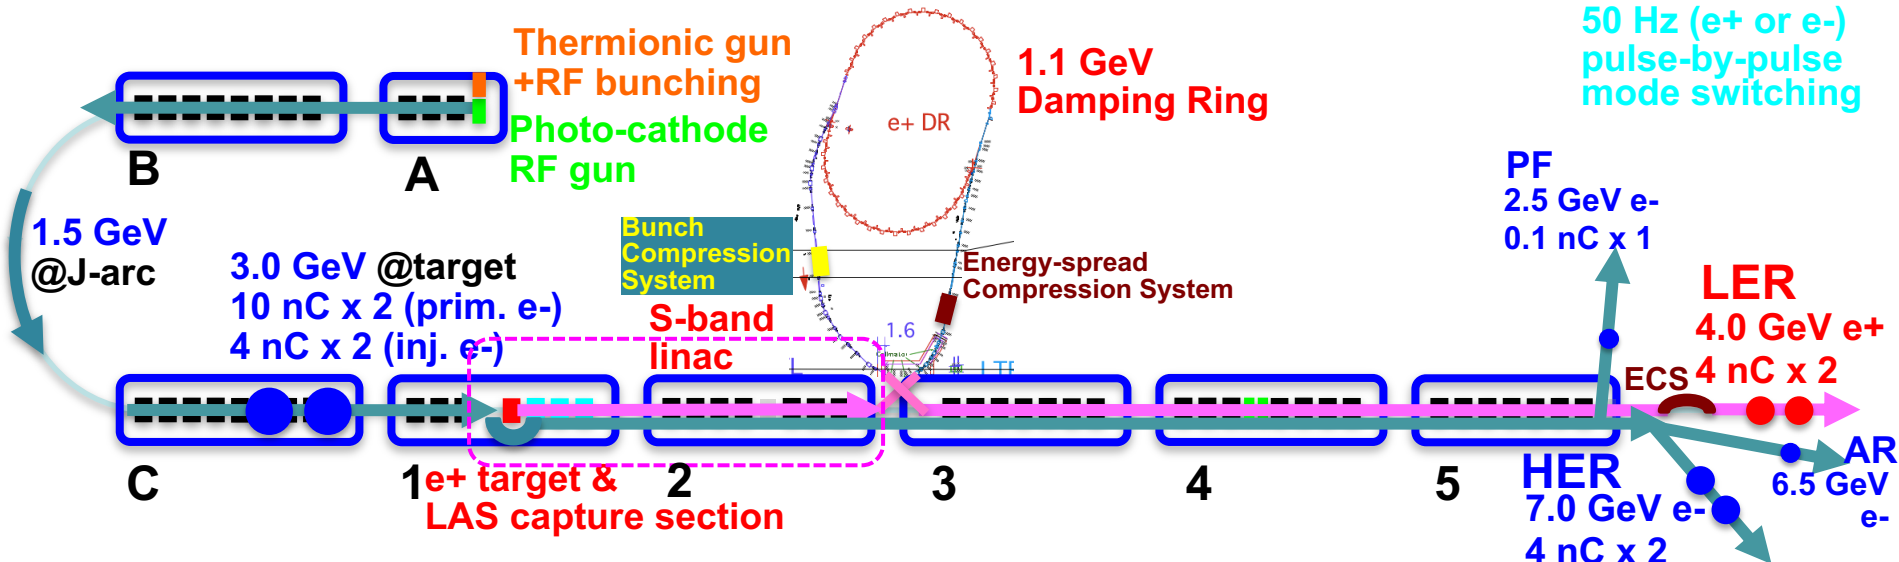 Thermionic gun
+RF bunching
Photo-cathode
RF gun
B
A
1.1 GeV
Damping Ring
e+ DR
50 Hz (e+ or e-)
pulse-by-pulse
mode switching
PF
2.5 GeV e-
0.1 nC x 1
1.5 GeV
@J-arc
3.0 GeV @target
10 nC x 2 (prim. e-)
4 nC x 2 (inj. e-)
Bunch
Compression
System
Energy-spread
Compression System
S-band
linac
1.6
LER
4.0 GeV e+
4 nC x 2
ECS
C
1
e+ target &
LAS capture section
2
3
4
5
HER
7.0 GeV e-
4 nC x 2
AR
6.5 GeV
e-